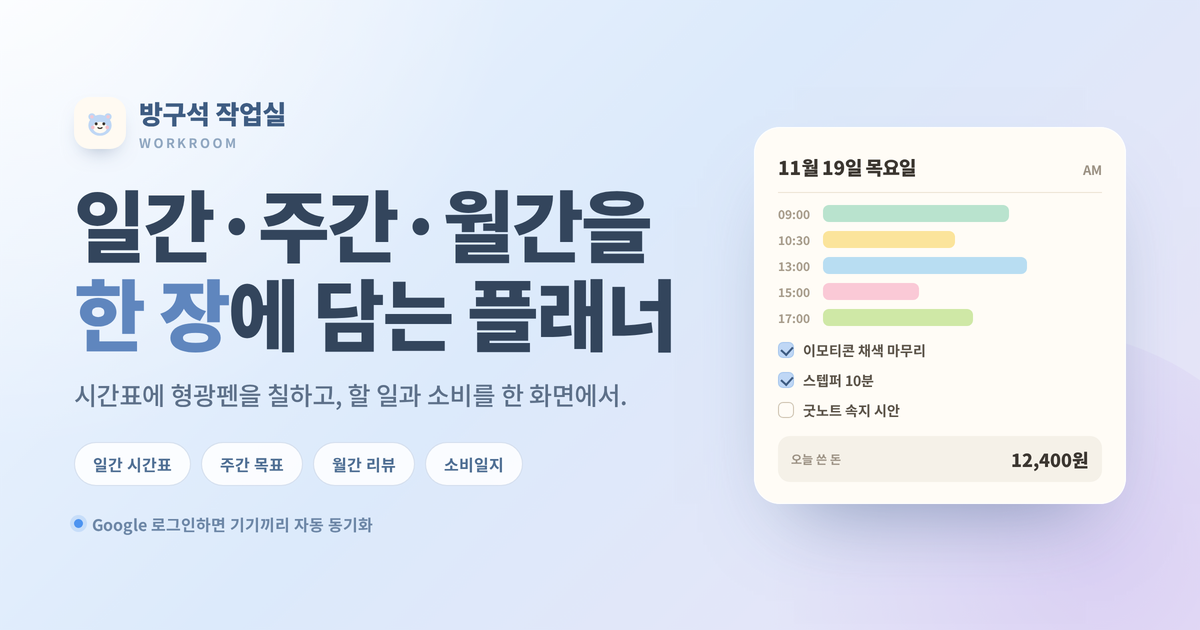 방구석 작업실
WORKROOM
일간 · 주간 · 월간을
한 장에 담는 플래너
시간표에 형광펜을 칠하고, 할 일과 소비를 한 화면에서.
일간 시간표
주간 목표
월간 리뷰
소비일지
Google 로그인하면 기기끼리 자동 동기화
11월 19일 목요일
AM
09:00
10:30
13:00
15:00
17:00
이모티콘 채색 마무리
스텝퍼 10분
굿노트 속지 시안
오늘 쓴 돈
12,400원